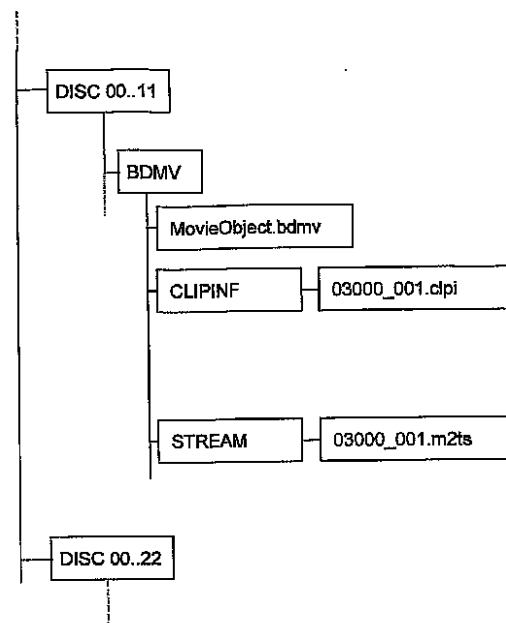 DISC 00..11
BDMV
MovieObject.bdmv
CLIPINF
03000_001.clpi
STREAM
03000_001.m2ts
DISC 00..22